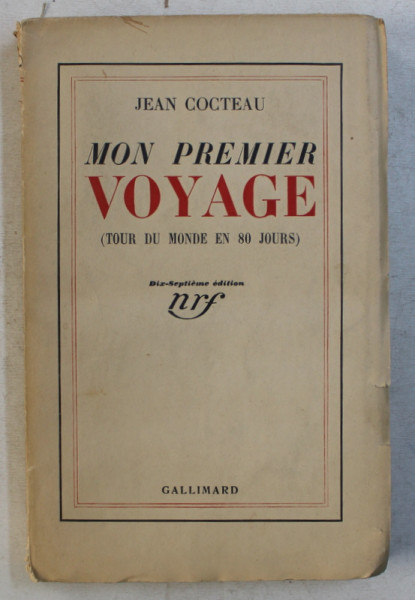 JEAN COCTEAU
MON PREMIER
VOYAGE
(TOUR DU MONDE EN 80 JOURS)
Dix-Septième édition
nrf
GALLIMARD